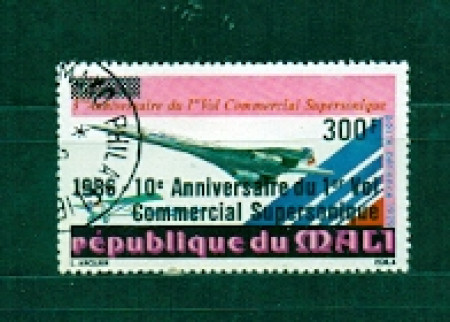 3e Anniversaire du 1er Vol Commercial Supersonique
300F
1986 - 10e Anniversaire du 1er Vol
Commercial Supersonique
république du MALI
PHILAT